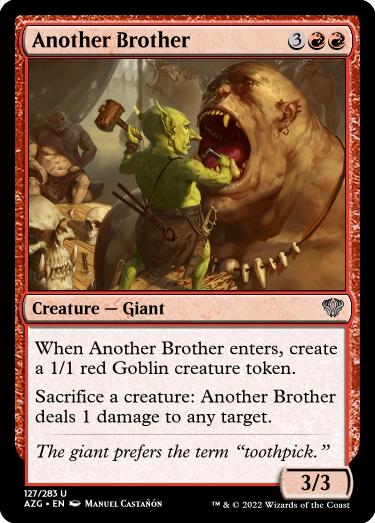 Another Brother 3
Creature — Giant
When Another Brother enters, create
a 1/1 red Goblin creature token.
Sacrifice a creature: Another Brother
deals 1 damage to any target.
The giant prefers the term “toothpick.”
3/3
127/283 U
AZG • EN Manuel Castañón ™ & © 2022 Wizards of the Coast